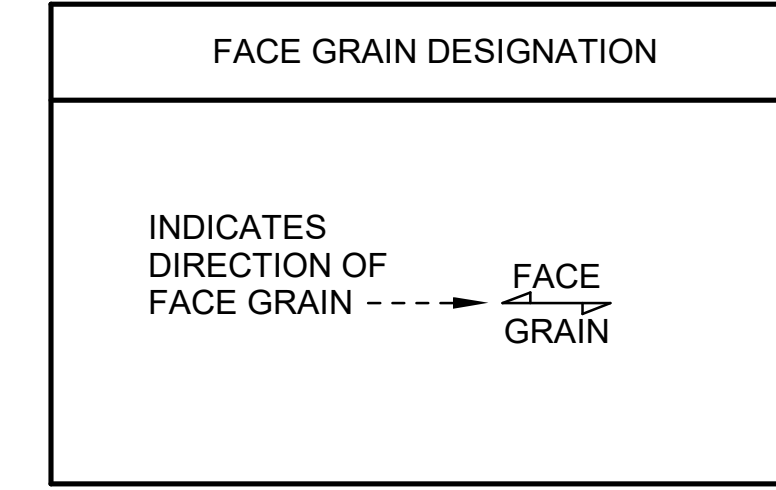 FACE GRAIN DESIGNATION
INDICATES
DIRECTION OF
FACE GRAIN
FACE
GRAIN